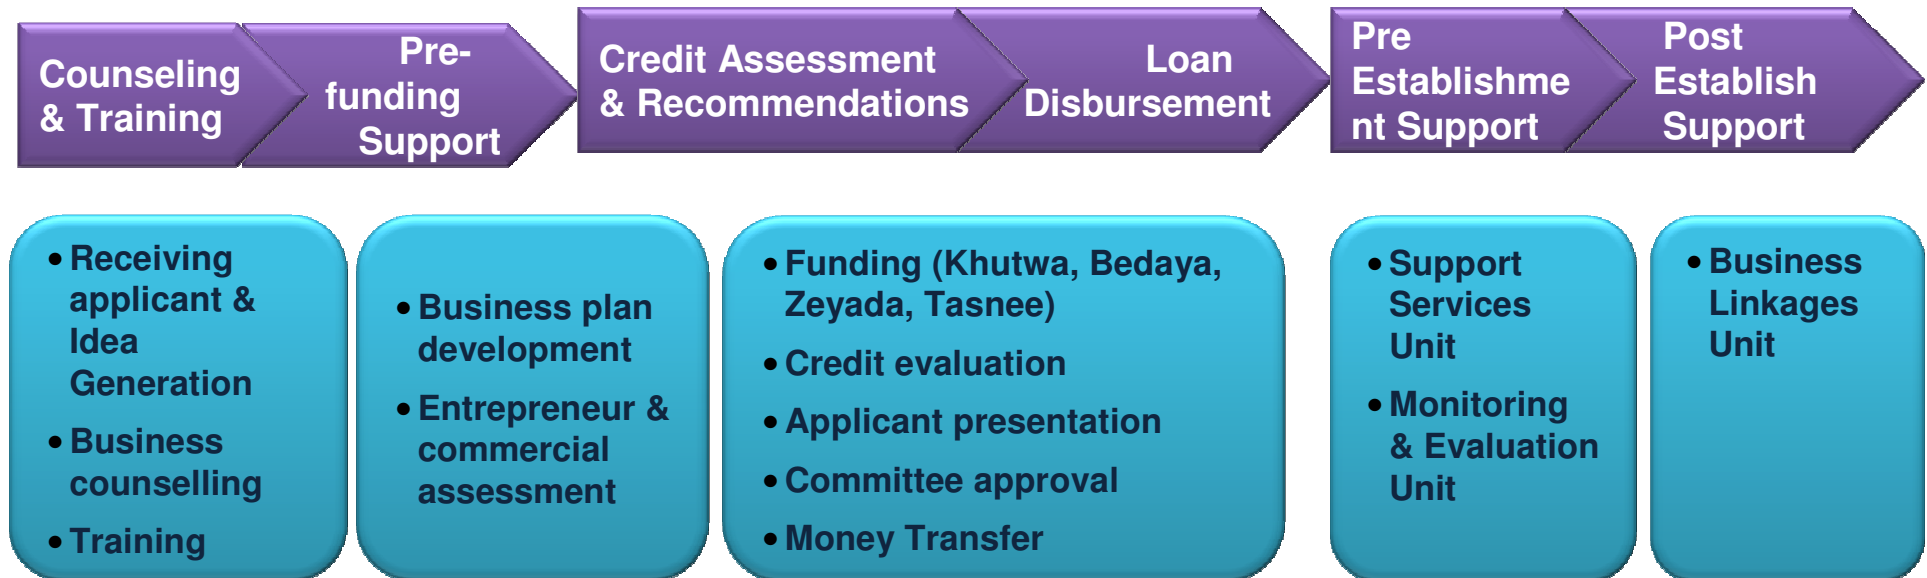 Counseling
& Training
Pre-
funding
Support
Credit Assessment
& Recommendations
Loan
Disbursement
Pre
Establishme
nt Support
Post
Establish
Support
• Receiving
applicant &
Idea
Generation
• Business
counselling
• Training
• Business plan
development
• Entrepreneur &
commercial
assessment
• Funding (Khutwa, Bedaya,
Zeyada, Tasnee)
• Credit evaluation
• Applicant presentation
• Committee approval
• Money Transfer
• Support
Services
Unit
• Monitoring
& Evaluation
Unit
• Business
Linkages
Unit